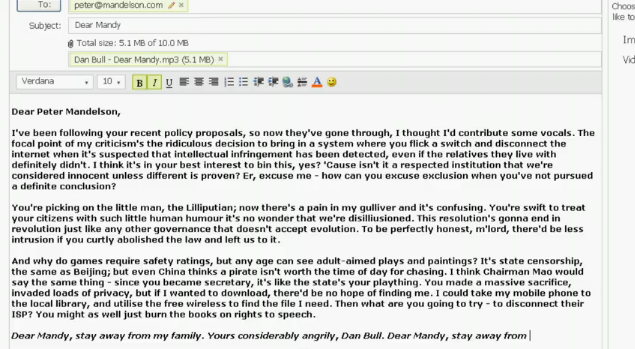 To:
peter@mandelson.com
Choos
like to
Subject:
Dear Mandy
Total size: 5.1 MB of 10.0 MB
Im
Dan Bull - Dear Mandy.mp3 (5.1 MB)
Vid
Verdana
10
B I U
A
Dear Peter Mandelson,
I've been following your recent policy proposals, so now they've gone through, I thought I'd contribute some vocals. The
focal point of my criticism's the ridiculous decision to bring in a system where you flick a switch and disconnect the
internet when it's suspected that intellectual infringement has been detected, even if the relatives they live with
definitely didn't. I think it's in your best interest to bin this, yes? 'Cause isn't it a respected institution that we're
considered innocent unless different is proven? Er, excuse me - how can you excuse exclusion when you've not pursued
a definite conclusion?
You're picking on the little man, the Lilliputian; now there's a pain in my gulliver and it's confusing. You're swift to treat
your citizens with such little human humour it's no wonder that we're disilliusioned. This resolution's gonna end in
revolution just like any other governance that doesn't accept evolution. To be perfectly honest, m'lord, there'd be less
intrusion if you curtly abolished the law and left us to it.
And why do games require safety ratings, but any age can see adult-aimed plays and paintings? It's state censorship,
the same as Beijing; but even China thinks a pirate isn't worth the time of day for chasing. I think Chairman Mao would
say the same thing - since you became secretary, it's like the state's your plaything. You made a massive sacrifice,
invaded loads of privacy, but if I wanted to download, there'd be no hope of finding me. I could take my mobile phone to
the local library, and utilise the free wireless to find the file I need. Then what are you going to try - to disconnect their
ISP? You might as well just burn the books on rights to speech.
Dear Mandy, stay away from my family. Yours considerably angrily, Dan Bull. Dear Mandy, stay away from